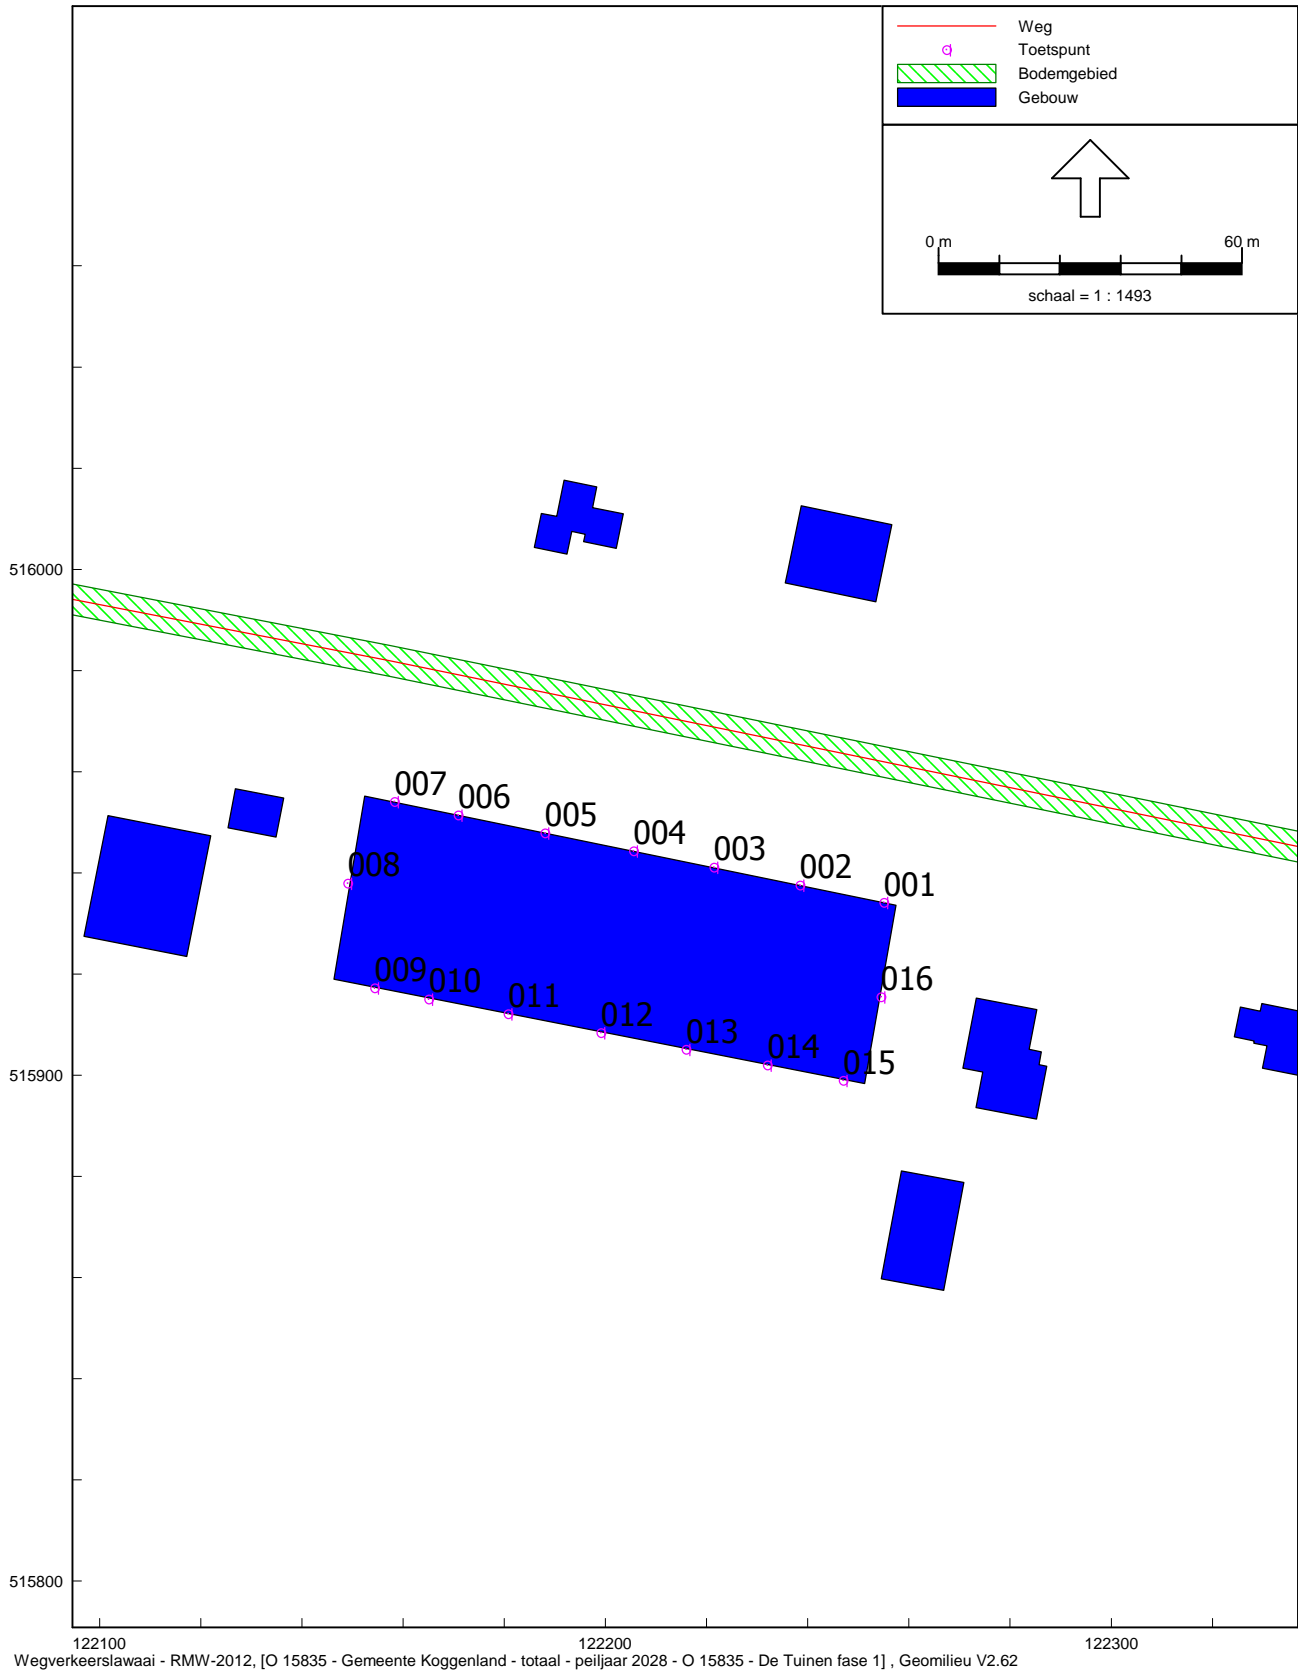 Weg
Toetspunt
Bodemgebied
Gebouw
0 m 60 m
schaal = 1 : 1493
516000
007
006
005
004
003
002
001
008
016
009
010
011
012
013
014
015
515900
515800
122100 122200 122300
Wegverkeerslawaai - RMW-2012, [O 15835 - Gemeente Koggenland - totaal - peiljaar 2028 - O 15835 - De Tuinen fase 1] , Geomilieu V2.62